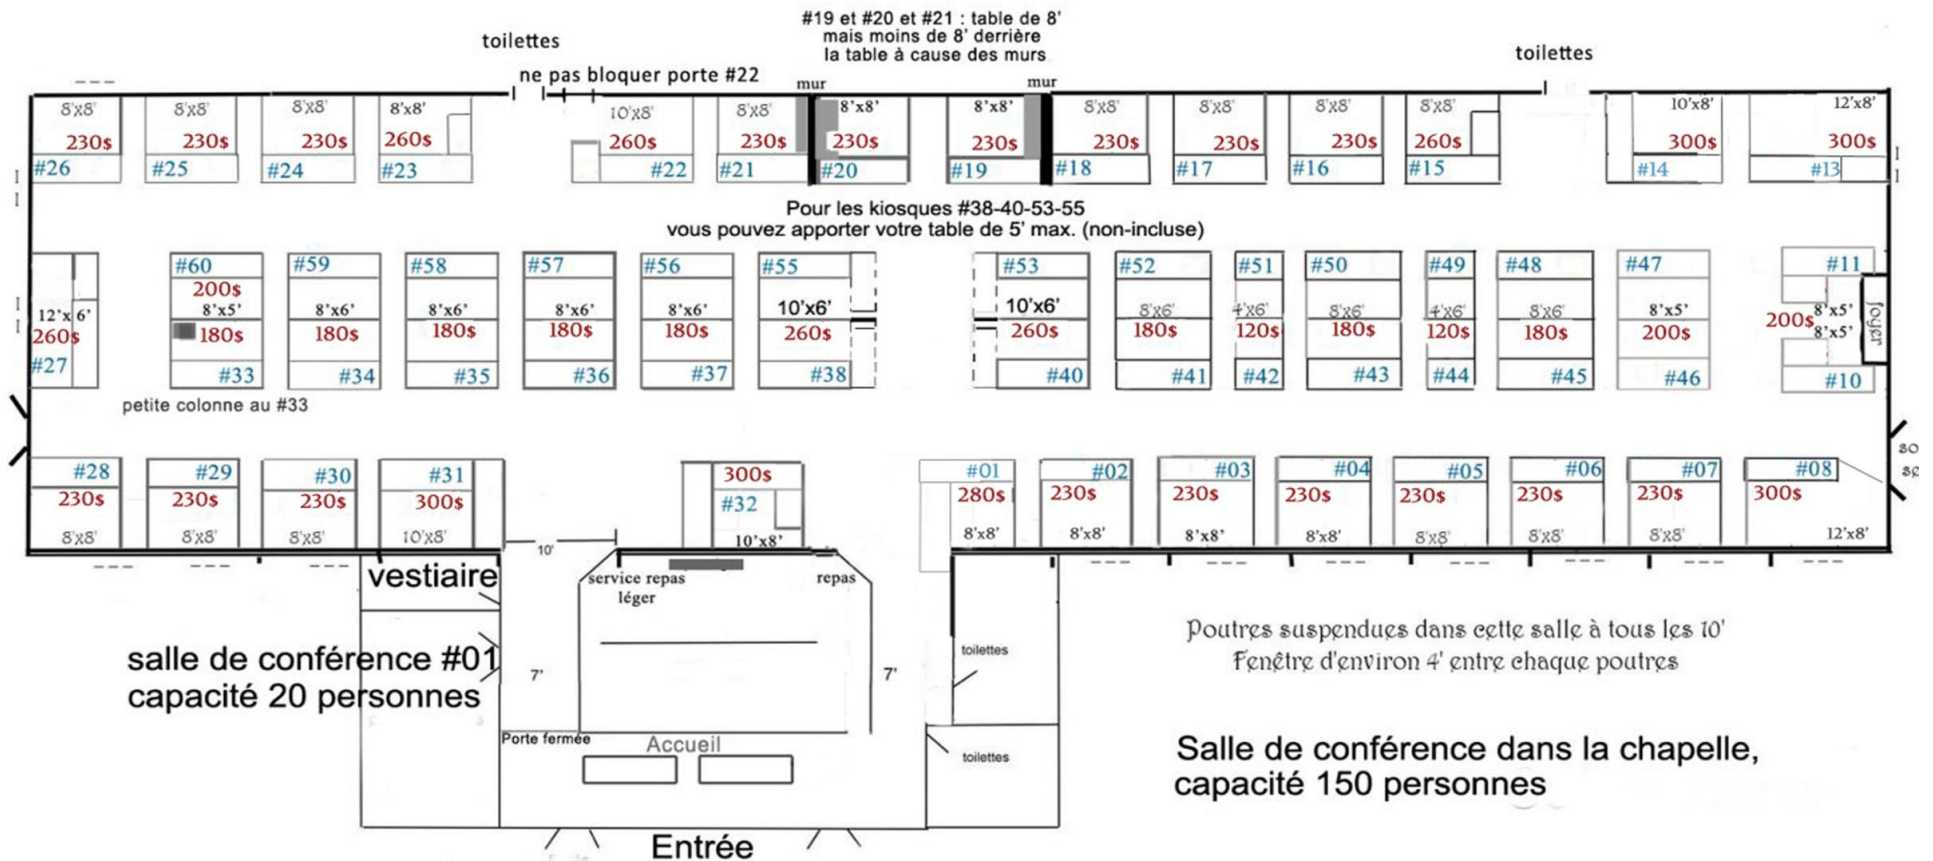 #19 et #20 et #21 : table de 8'
mais moins de 8' derrière
la table à cause des murs
toilettes
toilettes
ne pas bloquer porte #22
mur
mur
8'x8'
230$
#26
8'x8'
230$
#25
8'x8'
230$
#24
8'x8'
260$
#23
10'x8'
260$
#22
8'x8'
230$
#21
8'x8'
230$
#20
8'x8'
230$
#19
8'x8'
230$
#18
8'x8'
230$
#17
8'x8'
230$
#16
8'x8'
260$
#15
10'x8'
300$
#14
12'x8'
300$
#13
Pour les kiosques #38-40-53-55
vous pouvez apporter votre table de 5' max. (non-incluse)
12'x 6'
260$
#27
#60
200$
8'x5'
180$
#33
#59
8'x6'
180$
#34
#58
8'x6'
180$
#35
#57
8'x6'
180$
#36
#56
8'x6'
180$
#37
#55
10'x6'
260$
#38
#53
10'x6'
260$
#40
#52
8'x6'
180$
#41
#51
4'x6'
120$
#42
#50
8'x6'
180$
#43
#49
4'x6'
120$
#44
#48
8'x6'
180$
#45
#47
8'x5'
200$
#46
#11
8'x5'
200$
8'x5'
#10
foyer
petite colonne au #33
#28
230$
8'x8'
#29
230$
8'x8'
#30
230$
8'x8'
#31
300$
10'x8'
300$
#32
10'x8'
#01
280$
8'x8'
#02
230$
8'x8'
#03
230$
8'x8'
#04
230$
8'x8'
#05
230$
8'x8'
#06
230$
8'x8'
#07
230$
8'x8'
#08
300$
12'x8'
so
sp
10'
vestiaire
service repas
léger
repas
salle de conférence #01
capacité 20 personnes
7'
7'
toilettes
Porte fermée
Accueil
toilettes
Entrée
Poutres suspendues dans cette salle à tous les 10'
Fenêtre d'environ 4' entre chaque poutres
Salle de conférence dans la chapelle,
capacité 150 personnes